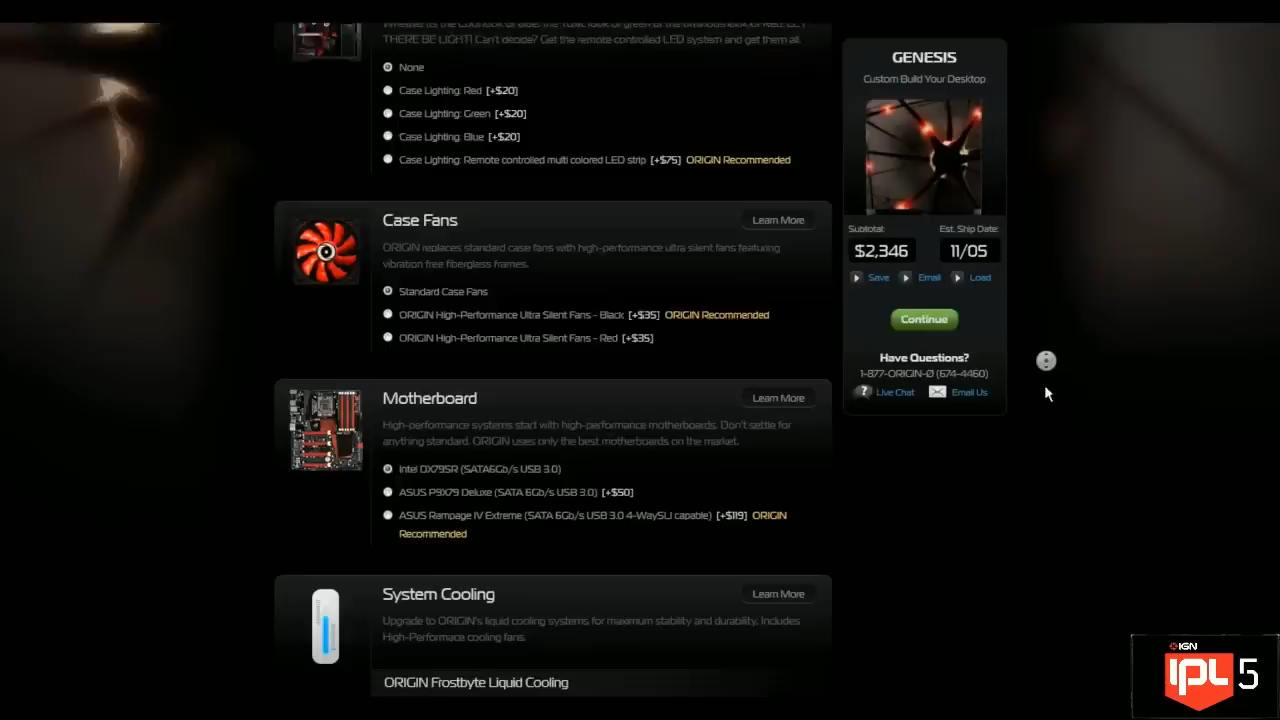 THERE BE LIGHT! Can't decide? Get the remote controlled LED system and get them all.
None
Case Lighting: Red [+$20]
Case Lighting: Green [+$20]
Case Lighting: Blue [+$20]
Case Lighting: Remote controlled multi colored LED strip [+$75] ORIGIN Recommended
Case Fans
Learn More
ORIGIN replaces standard case fans with high-performance ultra silent fans featuring
vibration free fiberglass frames.
Standard Case Fans
ORIGIN High-Performance Ultra Silent Fans - Black [+$35] ORIGIN Recommended
ORIGIN High-Performance Ultra Silent Fans - Red [+$35]
Motherboard
Learn More
High-performance systems start with high-performance motherboards. Don't settle for
anything standard. ORIGIN uses only the best motherboards on the market.
Intel DX79SR (SATA6Gb/s USB 3.0)
ASUS P9X79 Deluxe (SATA 6Gb/s USB 3.0) [+$50]
ASUS Rampage IV Extreme (SATA 6Gb/s USB 3.0 4-WaySLI capable) [+$119] ORIGIN
Recommended
System Cooling
Learn More
Upgrade to ORIGIN's liquid cooling systems for maximum stability and durability. Includes
High-Performace cooling fans.
ORIGIN Frostbyte Liquid Cooling
GENESIS
Custom Build Your Desktop
Subtotal: Est. Ship Date:
$2,346 11/05
Save Email Load
Continue
Have Questions?
1-877-ORIGIN-Ø (674-4460)
Live Chat Email Us
IGN
IPL 5